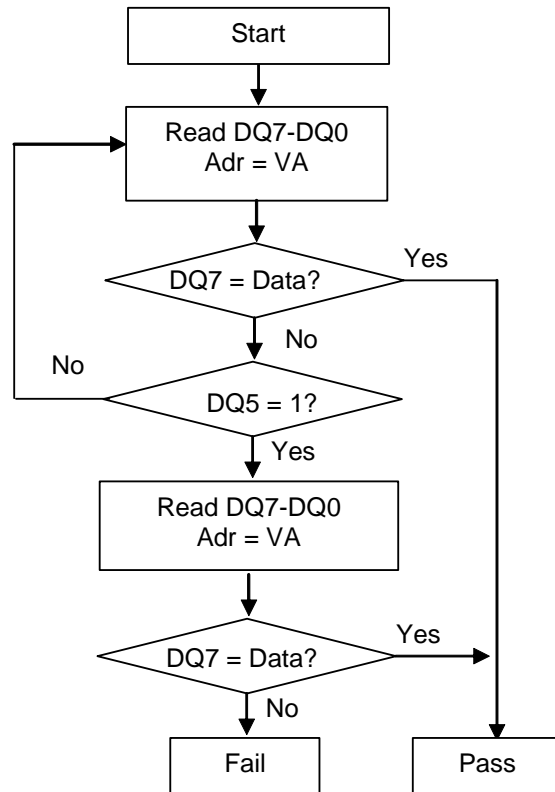 Start
Read DQ7-DQ0
Adr = VA
DQ7 = Data?
Yes
No
No
DQ5 = 1?
Yes
Read DQ7-DQ0
Adr = VA
DQ7 = Data?
Yes
No
Fail
Pass